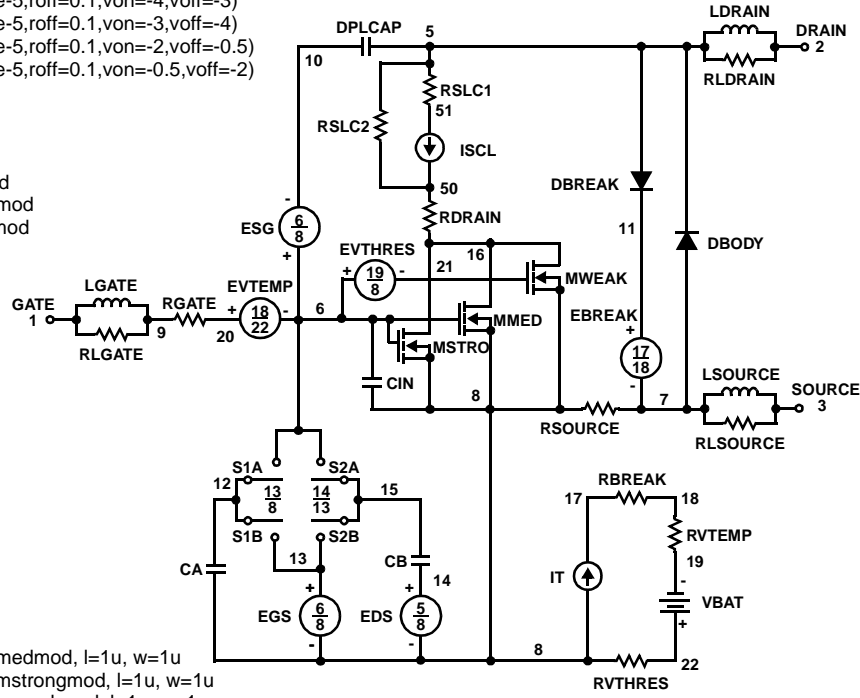 e-5,roff=0.1,von=-4,voff=-3)
e-5,roff=0.1,von=-3,voff=-4)
e-5,roff=0.1,von=-2,voff=-0.5)
e-5,roff=0.1,von=-0.5,voff=-2)
d
mod
mod
medmod, l=1u, w=1u
mstrongmod, l=1u, w=1u
LDRAIN
DPLCAP
5
DRAIN
2
10
RLDRAIN
RSLC1
51
RSLC2
ISCL
50
DBREAK
RDRAIN
ESG
6
8
-
+
11
DBODY
EVTHRES
16
21
+
19
8
-
MWEAK
LGATE
EVTEMP
GATE
1
RGATE
+
18
22
-
6
EBREAK
+
MMED
9
20
RLGATE
MSTRO
17
18
-
LSOURCE
CIN
8
7
SOURCE
3
RSOURCE
RLSOURCE
S1A
S2A
12
13
8
14
13
15
RBREAK
17
18
S1B
S2B
13
RVTEMP
CB
19
CA
14
IT
-
+
+
VBAT
EGS
6
8
EDS
5
8
+
-
-
8
22
RVTHRES